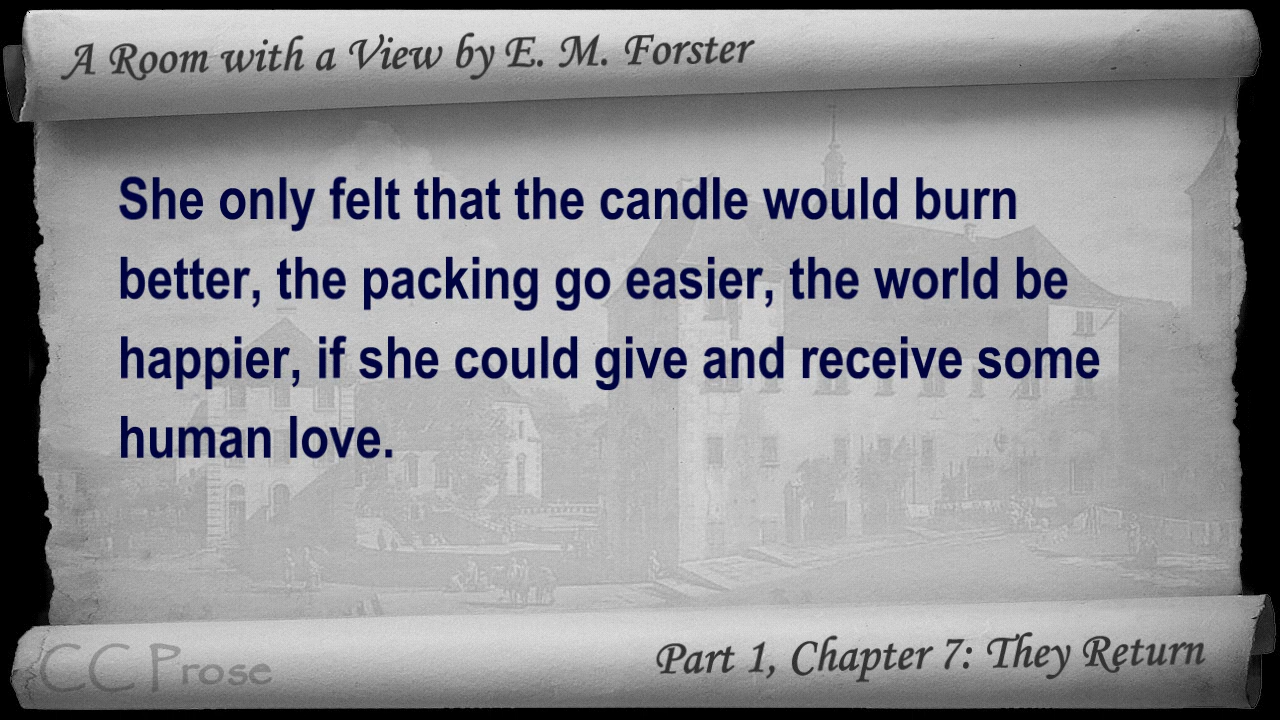 A Room with a View by E. M. Forster
She only felt that the candle would burn
better, the packing go easier, the world be
happier, if she could give and receive some
human love.
CC Prose
Part 1, Chapter 7: They Return